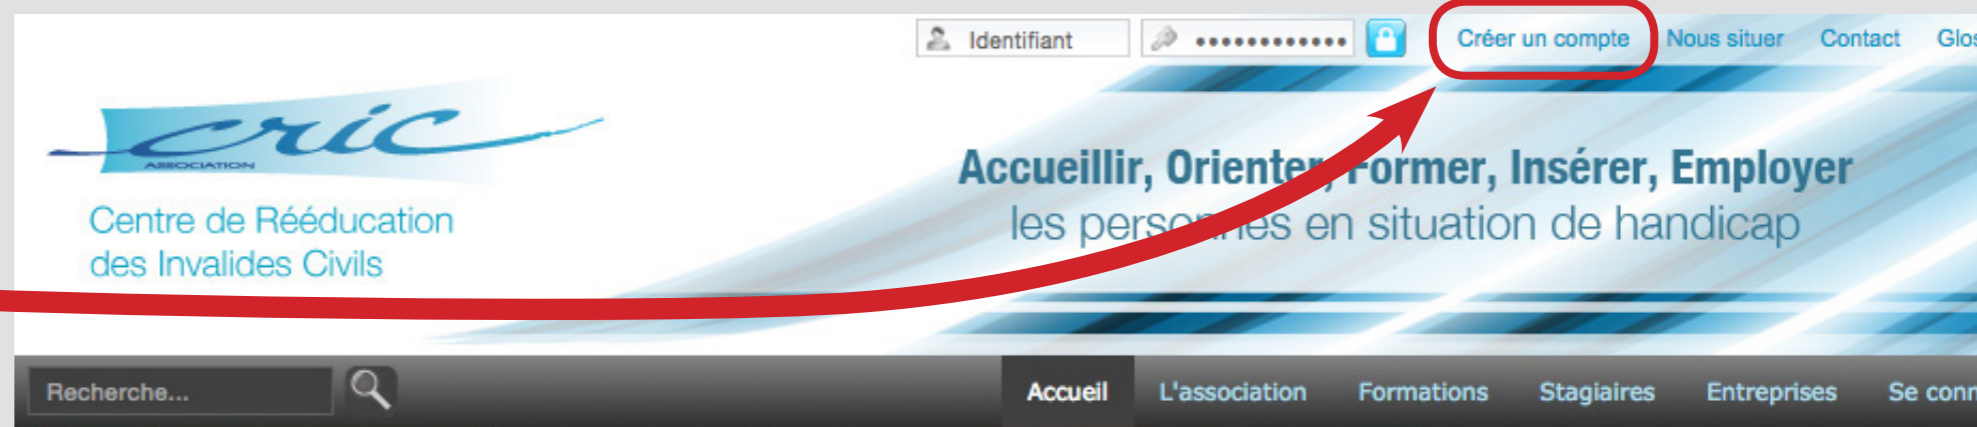 Identifiant
••••••••••••
Créer un compte
Nous situer
Contact
cric
ASSOCIATION
Centre de Rééducation
des Invalides Civils
Accueillir, Orienter, Former, Insérer, Employer
les personnes en situation de handicap
Recherche...
Accueil
L'association
Formations
Stagiaires
Entreprises
Se